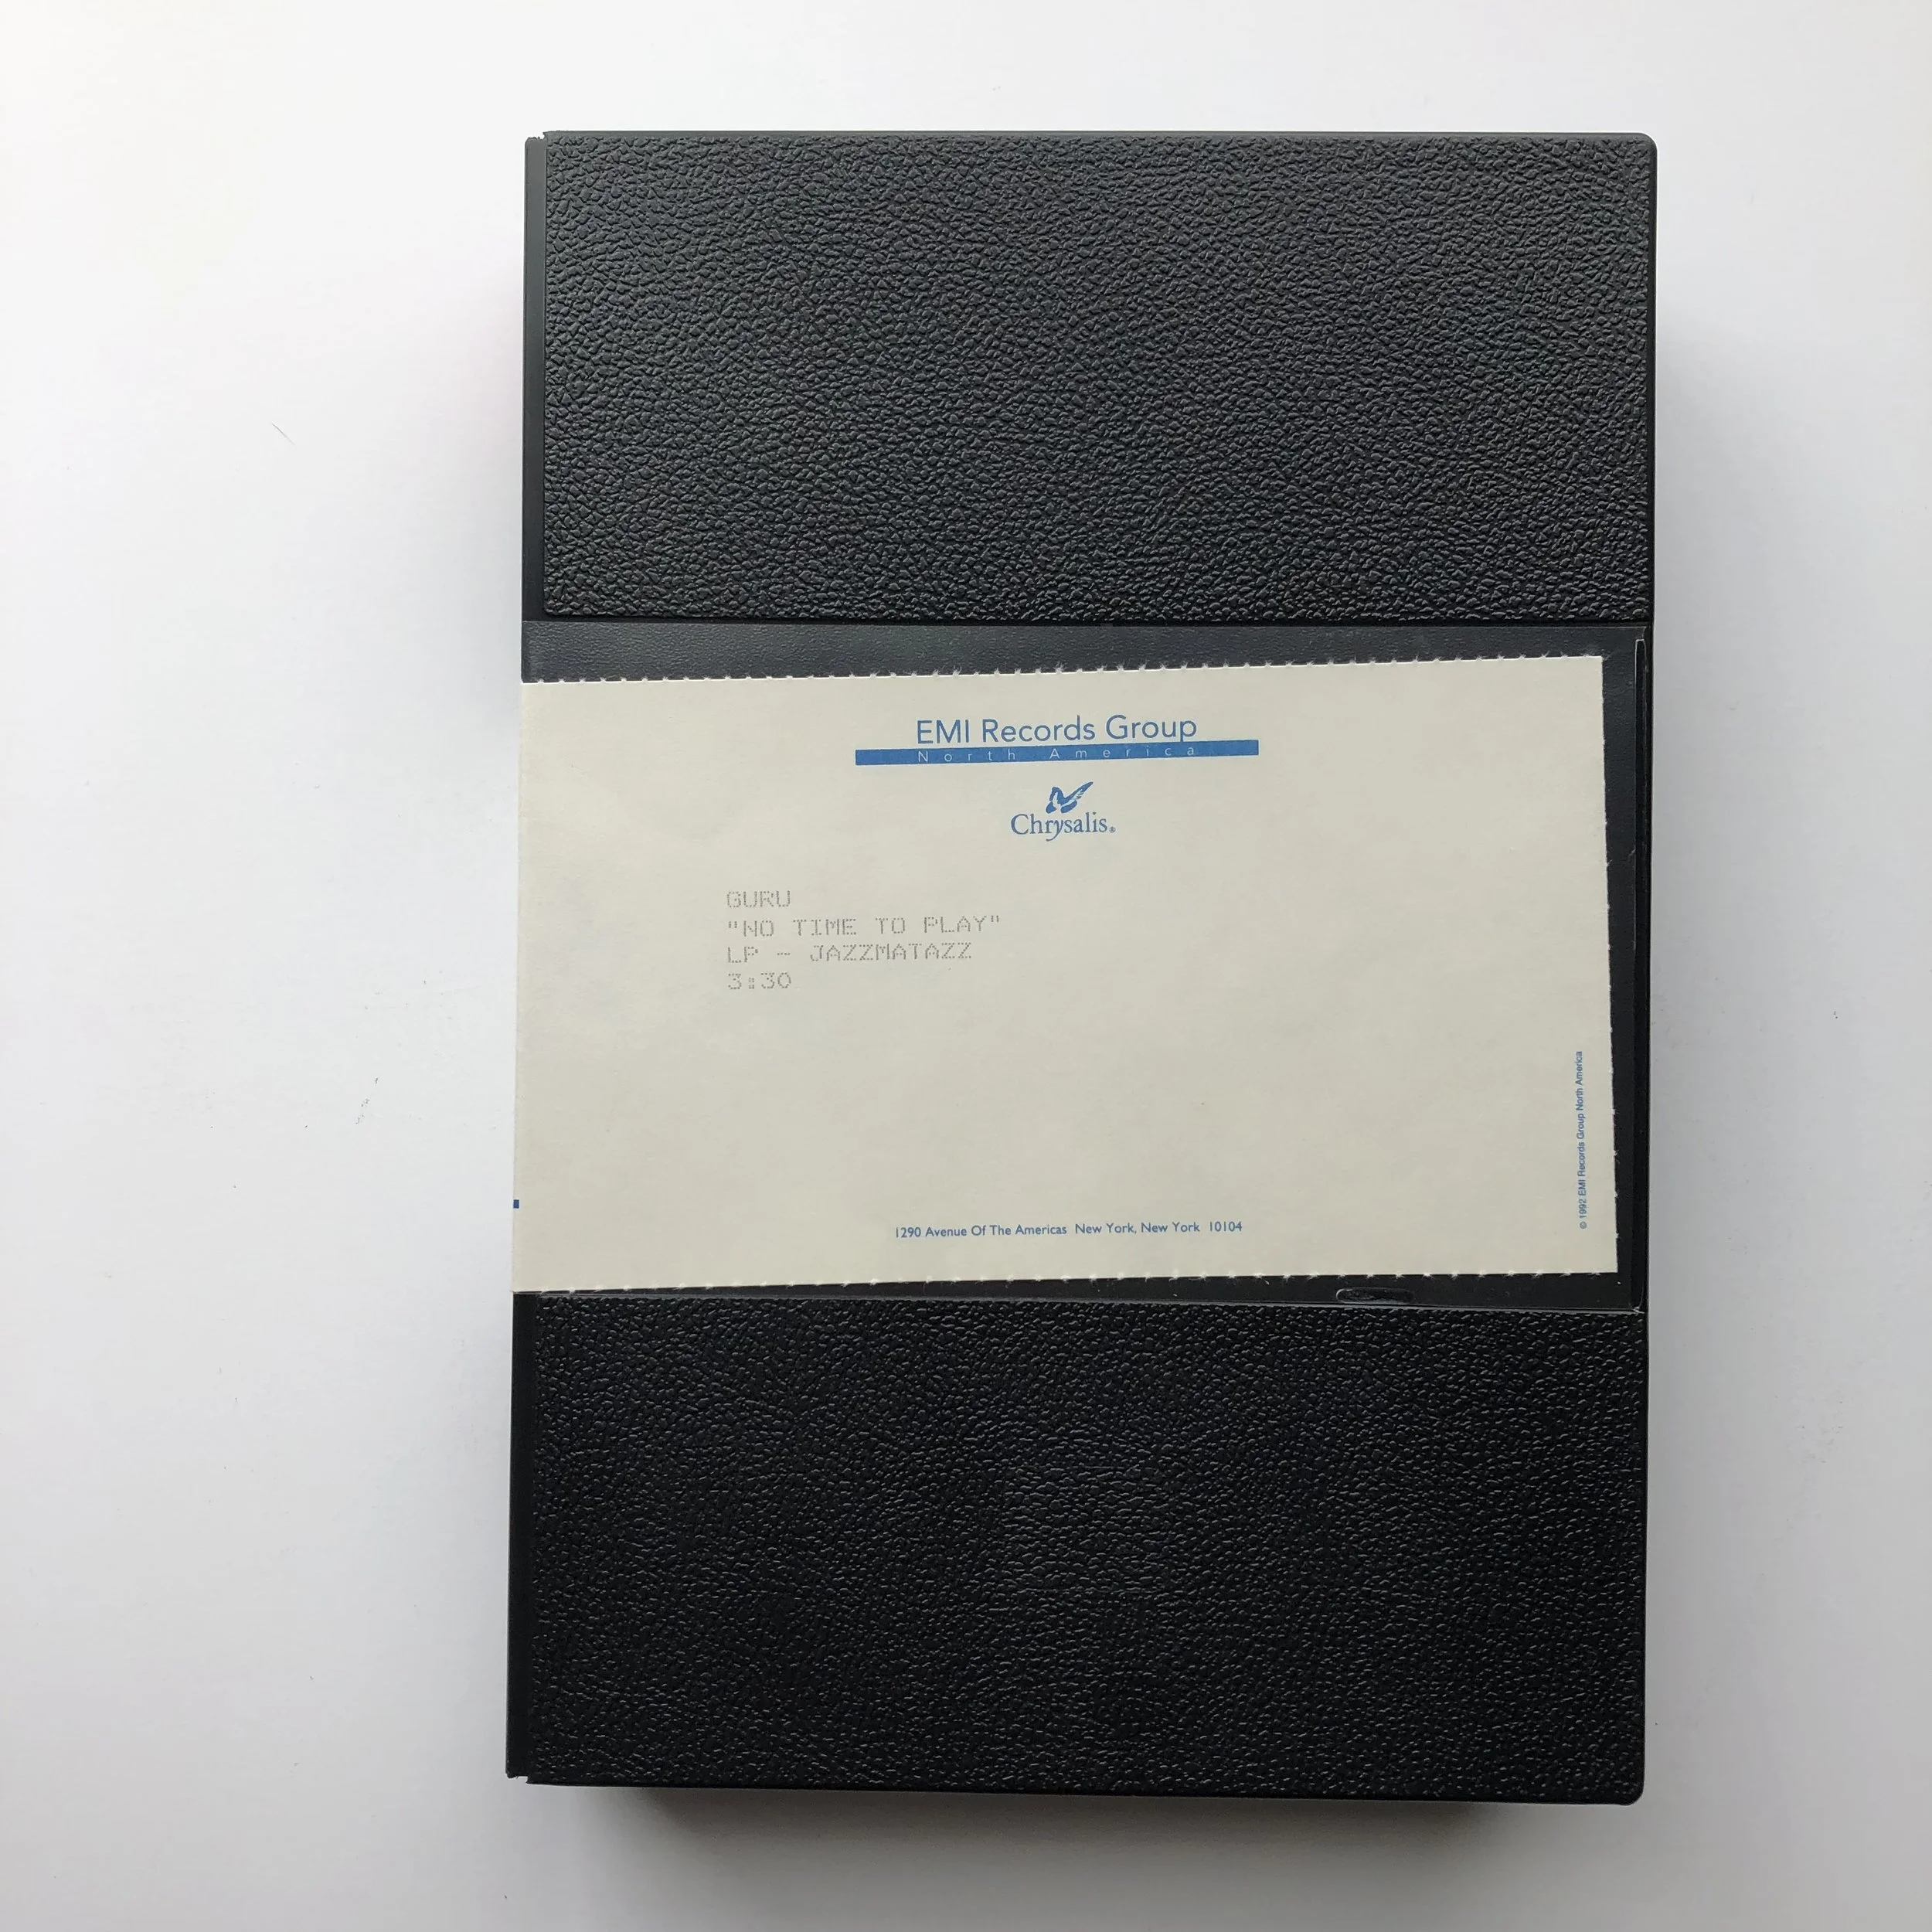 EMI Records Group
North America
Chrysalis®
GURU
"NO TIME TO PLAY"
LP - JAZZMATAZZ
3:30
© 1992 EMI Records Group North America
1290 Avenue Of The Americas New York, New York 10104